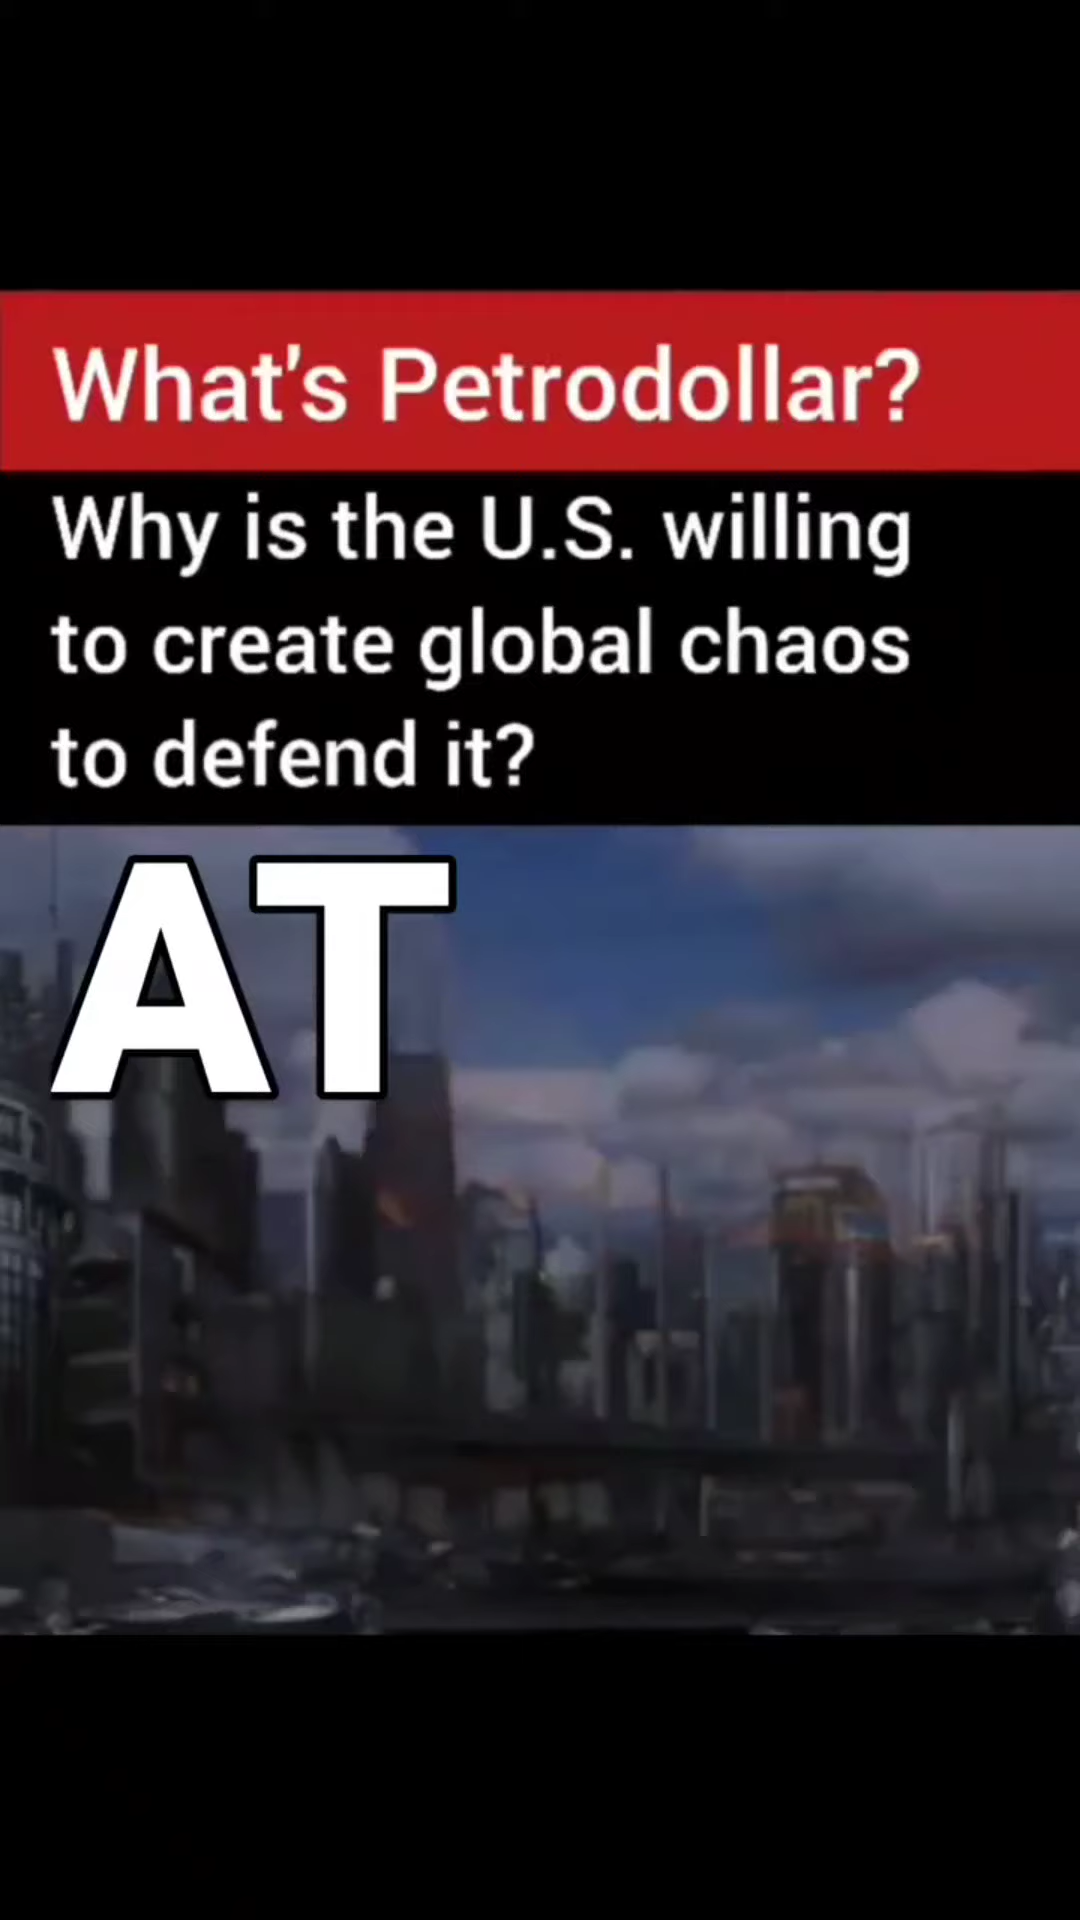 What's Petrodollar?
Why is the U.S. willing
to create global chaos
to defend it?
AT